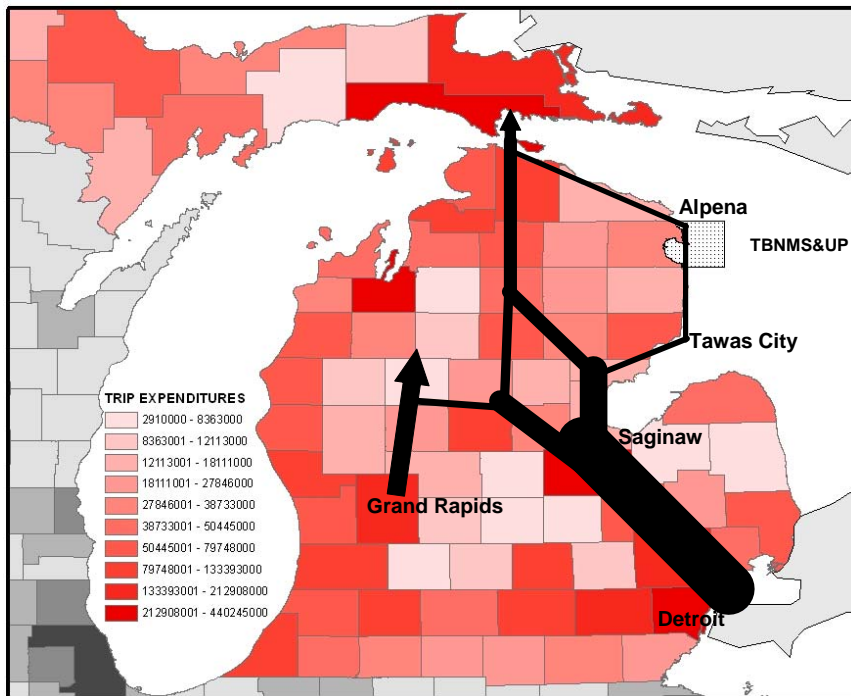 Alpena
TBNMS&UP
Tawas City
TRIP EXPENDITURES
2910000 - 8363000
8363001 - 12113000
12113001 - 18111000
18111001 - 27846000
27846001 - 38733000
38733001 - 50445000
50445001 - 79748000
79748001 - 133393000
133393001 - 212908000
212908001 - 440245000
Saginaw
Grand Rapids
Detroit